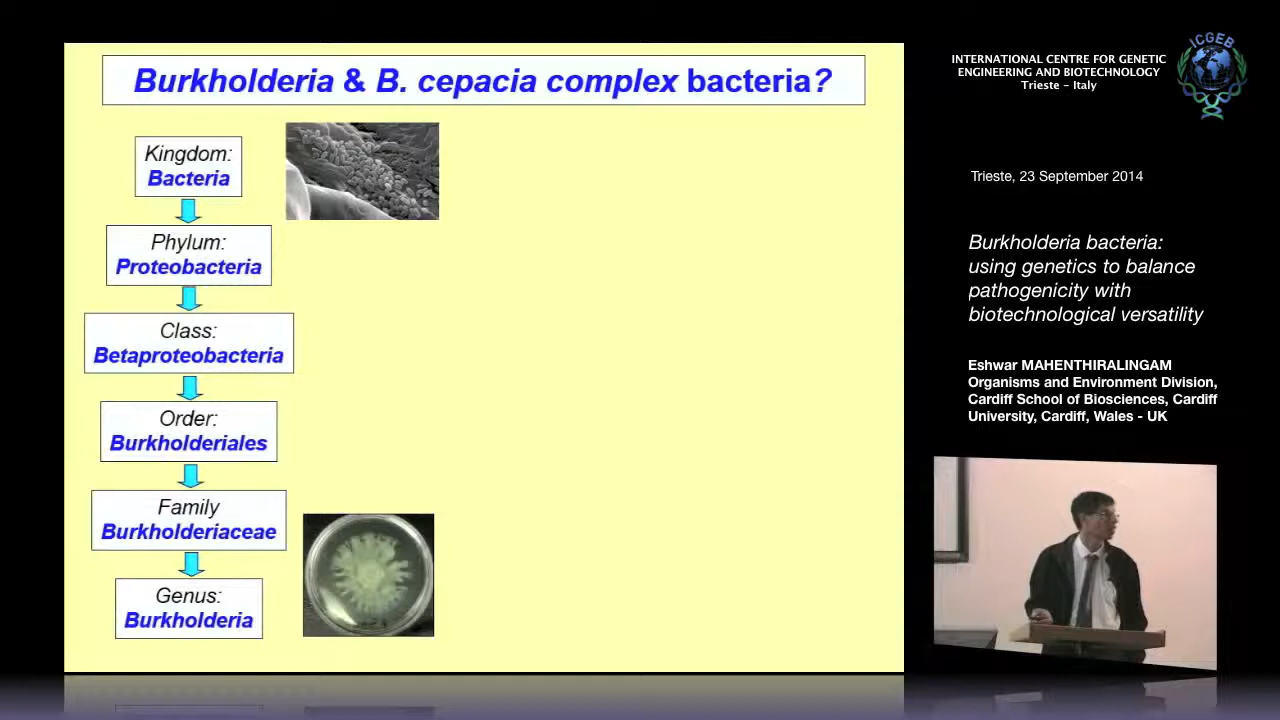 Burkholderia & B. cepacia complex bacteria?
Kingdom:
Bacteria
Phylum:
Proteobacteria
Class:
Betaproteobacteria
Order:
Burkholderiales
Family
Burkholderiaceae
Genus:
Burkholderia
INTERNATIONAL CENTRE FOR GENETIC
ENGINEERING AND BIOTECHNOLOGY
Trieste - Italy
ICGEB
Trieste, 23 September 2014
Burkholderia bacteria:
using genetics to balance
pathogenicity with
biotechnological versatility
Eshwar MAHENTHIRALINGAM
Organisms and Environment Division,
Cardiff School of Biosciences, Cardiff
University, Cardiff, Wales - UK